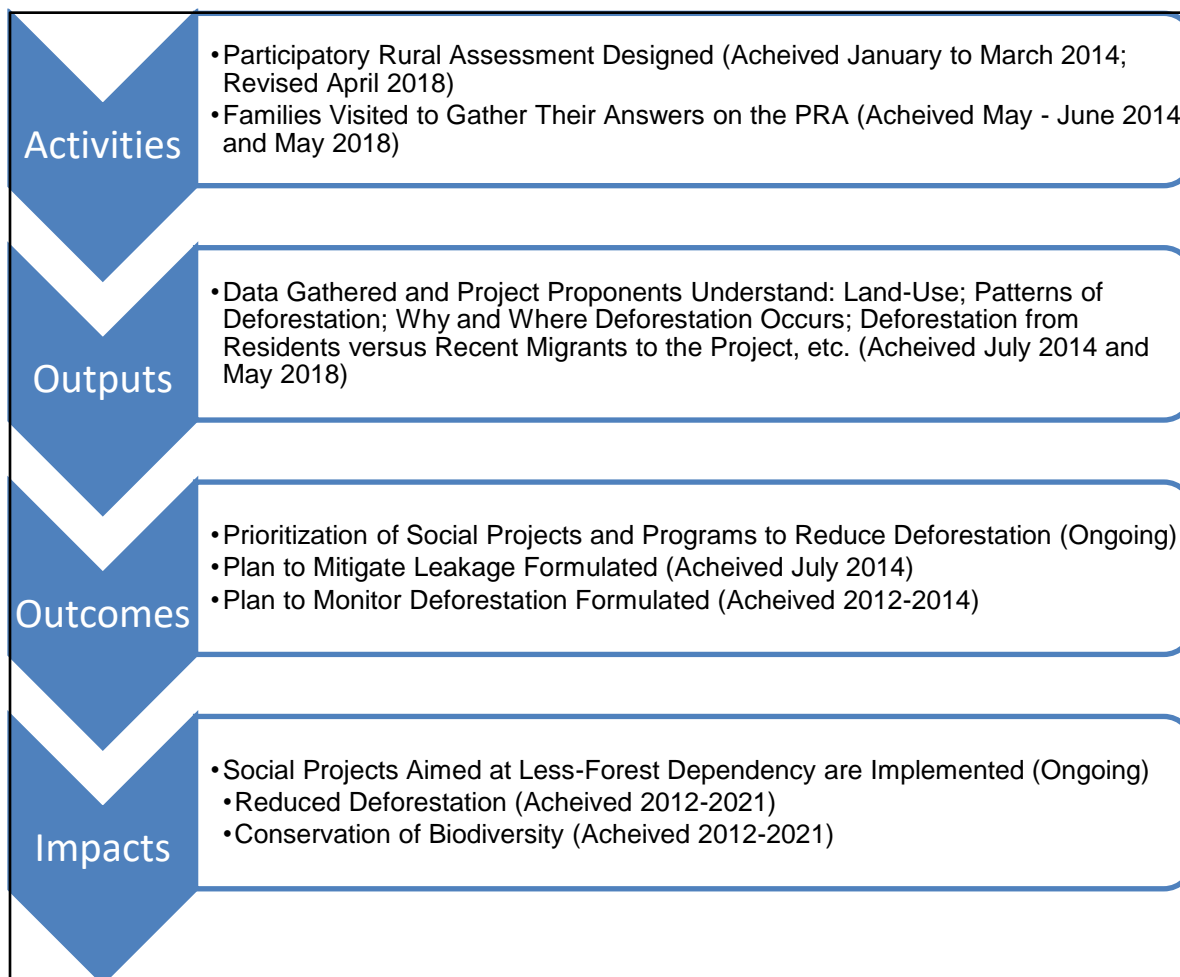 Activities
•Participatory Rural Assessment Designed (Acheived January to March 2014;
Revised April 2018)
•Families Visited to Gather Their Answers on the PRA (Acheived May - June 2014
and May 2018)
Outputs
•Data Gathered and Project Proponents Understand: Land-Use; Patterns of
Deforestation; Why and Where Deforestation Occurs; Deforestation from
Residents versus Recent Migrants to the Project, etc. (Acheived July 2014 and
May 2018)
Outcomes
•Prioritization of Social Projects and Programs to Reduce Deforestation (Ongoing)
•Plan to Mitigate Leakage Formulated (Acheived July 2014)
•Plan to Monitor Deforestation Formulated (Acheived 2012-2014)
Impacts
•Social Projects Aimed at Less-Forest Dependency are Implemented (Ongoing)
•Reduced Deforestation (Acheived 2012-2021)
•Conservation of Biodiversity (Acheived 2012-2021)